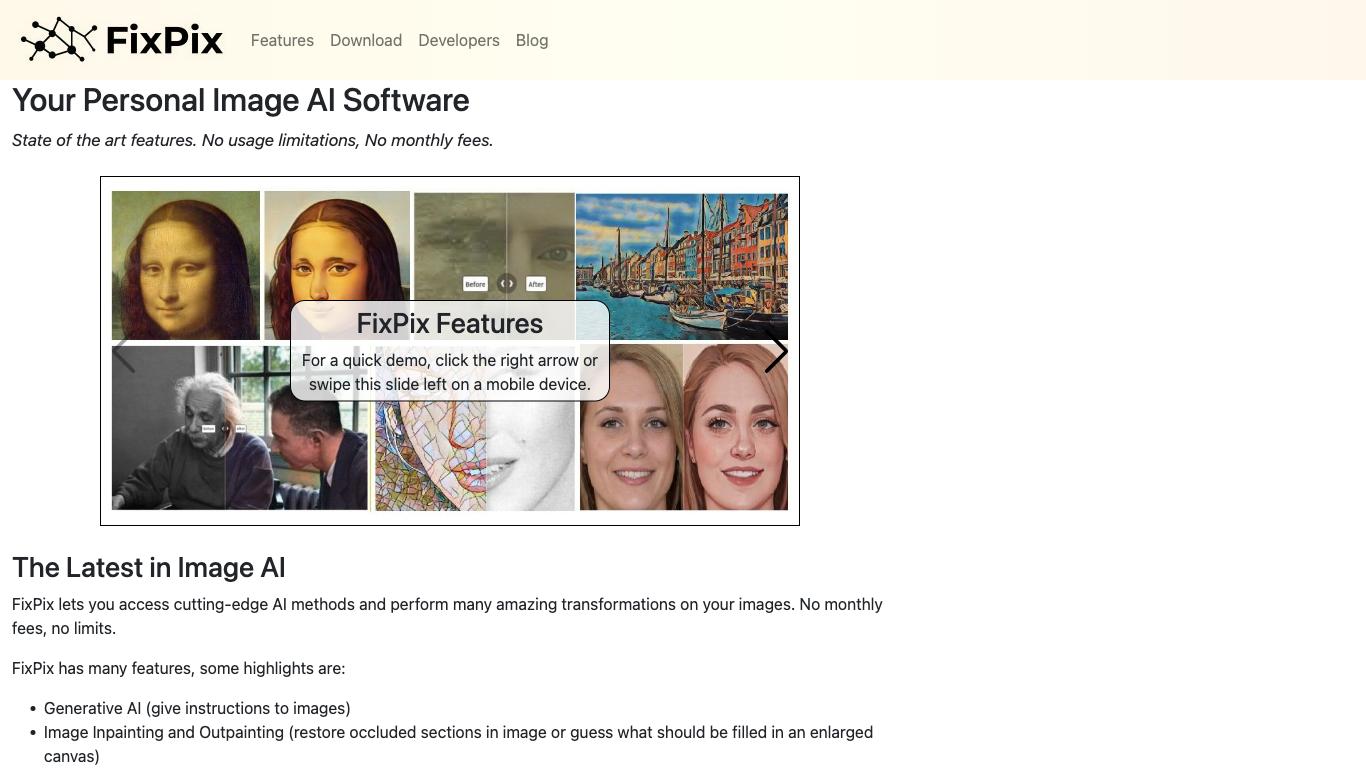 FixPix
Features
Download
Developers
Blog
Your Personal Image AI Software
State of the art features. No usage limitations, No monthly fees.
Before
After
FixPix Features
For a quick demo, click the right arrow or
swipe this slide left on a mobile device.
Before
After
The Latest in Image AI
FixPix lets you access cutting-edge AI methods and perform many amazing transformations on your images. No monthly
fees, no limits.
FixPix has many features, some highlights are:
• Generative AI (give instructions to images)
• Image Inpainting and Outpainting (restore occluded sections in image or guess what should be filled in an enlarged
canvas)